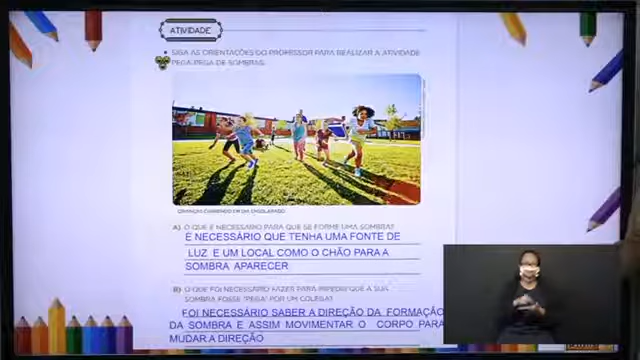 ATIVIDADE
SIGA AS ORIENTAÇÕES DO PROFESSOR PARA REALIZAR A ATIVIDADE
PEGA-PEGA DE SOMBRAS.
CRIANÇAS CORRENDO EM DIA ENSOLARADO.
A) O QUE É NECESSÁRIO PARA QUE SE FORME UMA SOMBRA?
É NECESSÁRIO QUE TENHA UMA FONTE DE
LUZ E UM LOCAL COMO O CHÃO PARA A
SOMBRA APARECER
B) O QUE FOI NECESSÁRIO FAZER PARA IMPEDIR QUE A SUA
SOMBRA FOSSE "PEGA" POR UM COLEGA?
FOI NECESSÁRIO SABER A DIREÇÃO DA FORMAÇÃO
DA SOMBRA E ASSIM MOVIMENTAR O CORPO PARA
MUDAR A DIREÇÃO